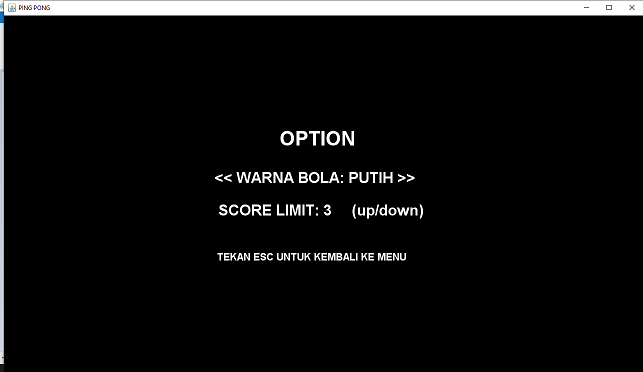 PING PONG
OPTION
<< WARNA BOLA: PUTIH >>
SCORE LIMIT: 3 (up/down)
TEKAN ESC UNTUK KEMBALI KE MENU